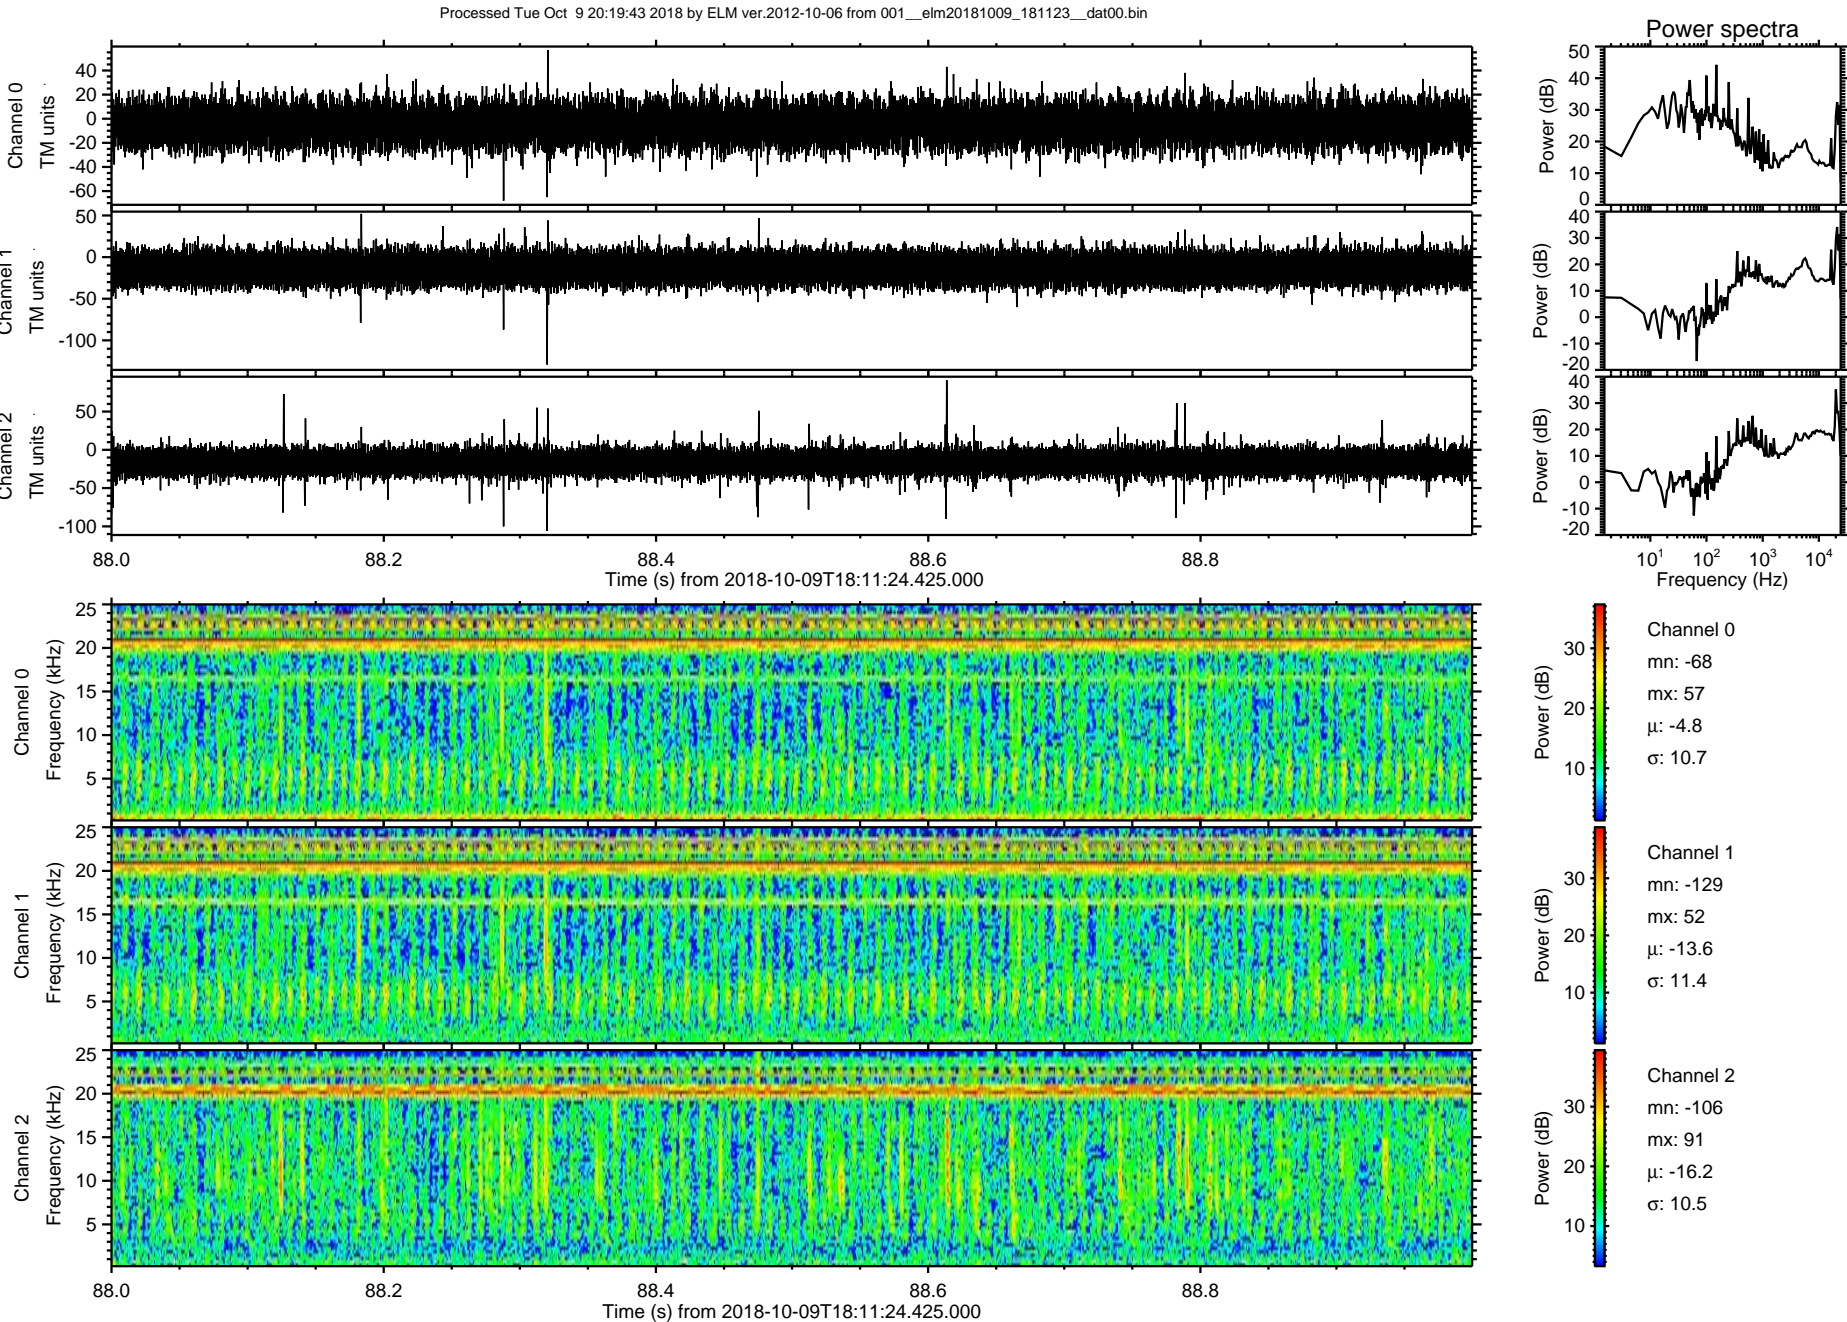 Processed Tue Oct  9 20:19:43 2018 by ELM ver.2012-10-06 from 001__elm20181009_181123__dat00.bin
Power spectra
Channel 0
TM units
40
20
0
-20
-40
-60
Power (dB)
50
40
30
20
10
0
Channel 1
TM units
50
0
-50
-100
Power (dB)
40
30
20
10
0
-10
-20
Channel 2
TM units
50
0
-50
-100
Power (dB)
40
30
20
10
0
-10
-20
88.0 88.2 88.4 88.6 88.8
Time (s) from 2018-10-09T18:11:24.425.000
10^1 10^2 10^3 10^4
Frequency (Hz)
Channel 0
Frequency (kHz)
25
20
15
10
5
Power (dB)
30
20
10
Channel 0
mn: -68
mx: 57
μ: -4.8
σ: 10.7
Channel 1
Frequency (kHz)
25
20
15
10
5
Power (dB)
30
20
10
Channel 1
mn: -129
mx: 52
μ: -13.6
σ: 11.4
Channel 2
Frequency (kHz)
25
20
15
10
5
Power (dB)
30
20
10
Channel 2
mn: -106
mx: 91
μ: -16.2
σ: 10.5
88.0 88.2 88.4 88.6 88.8
Time (s) from 2018-10-09T18:11:24.425.000